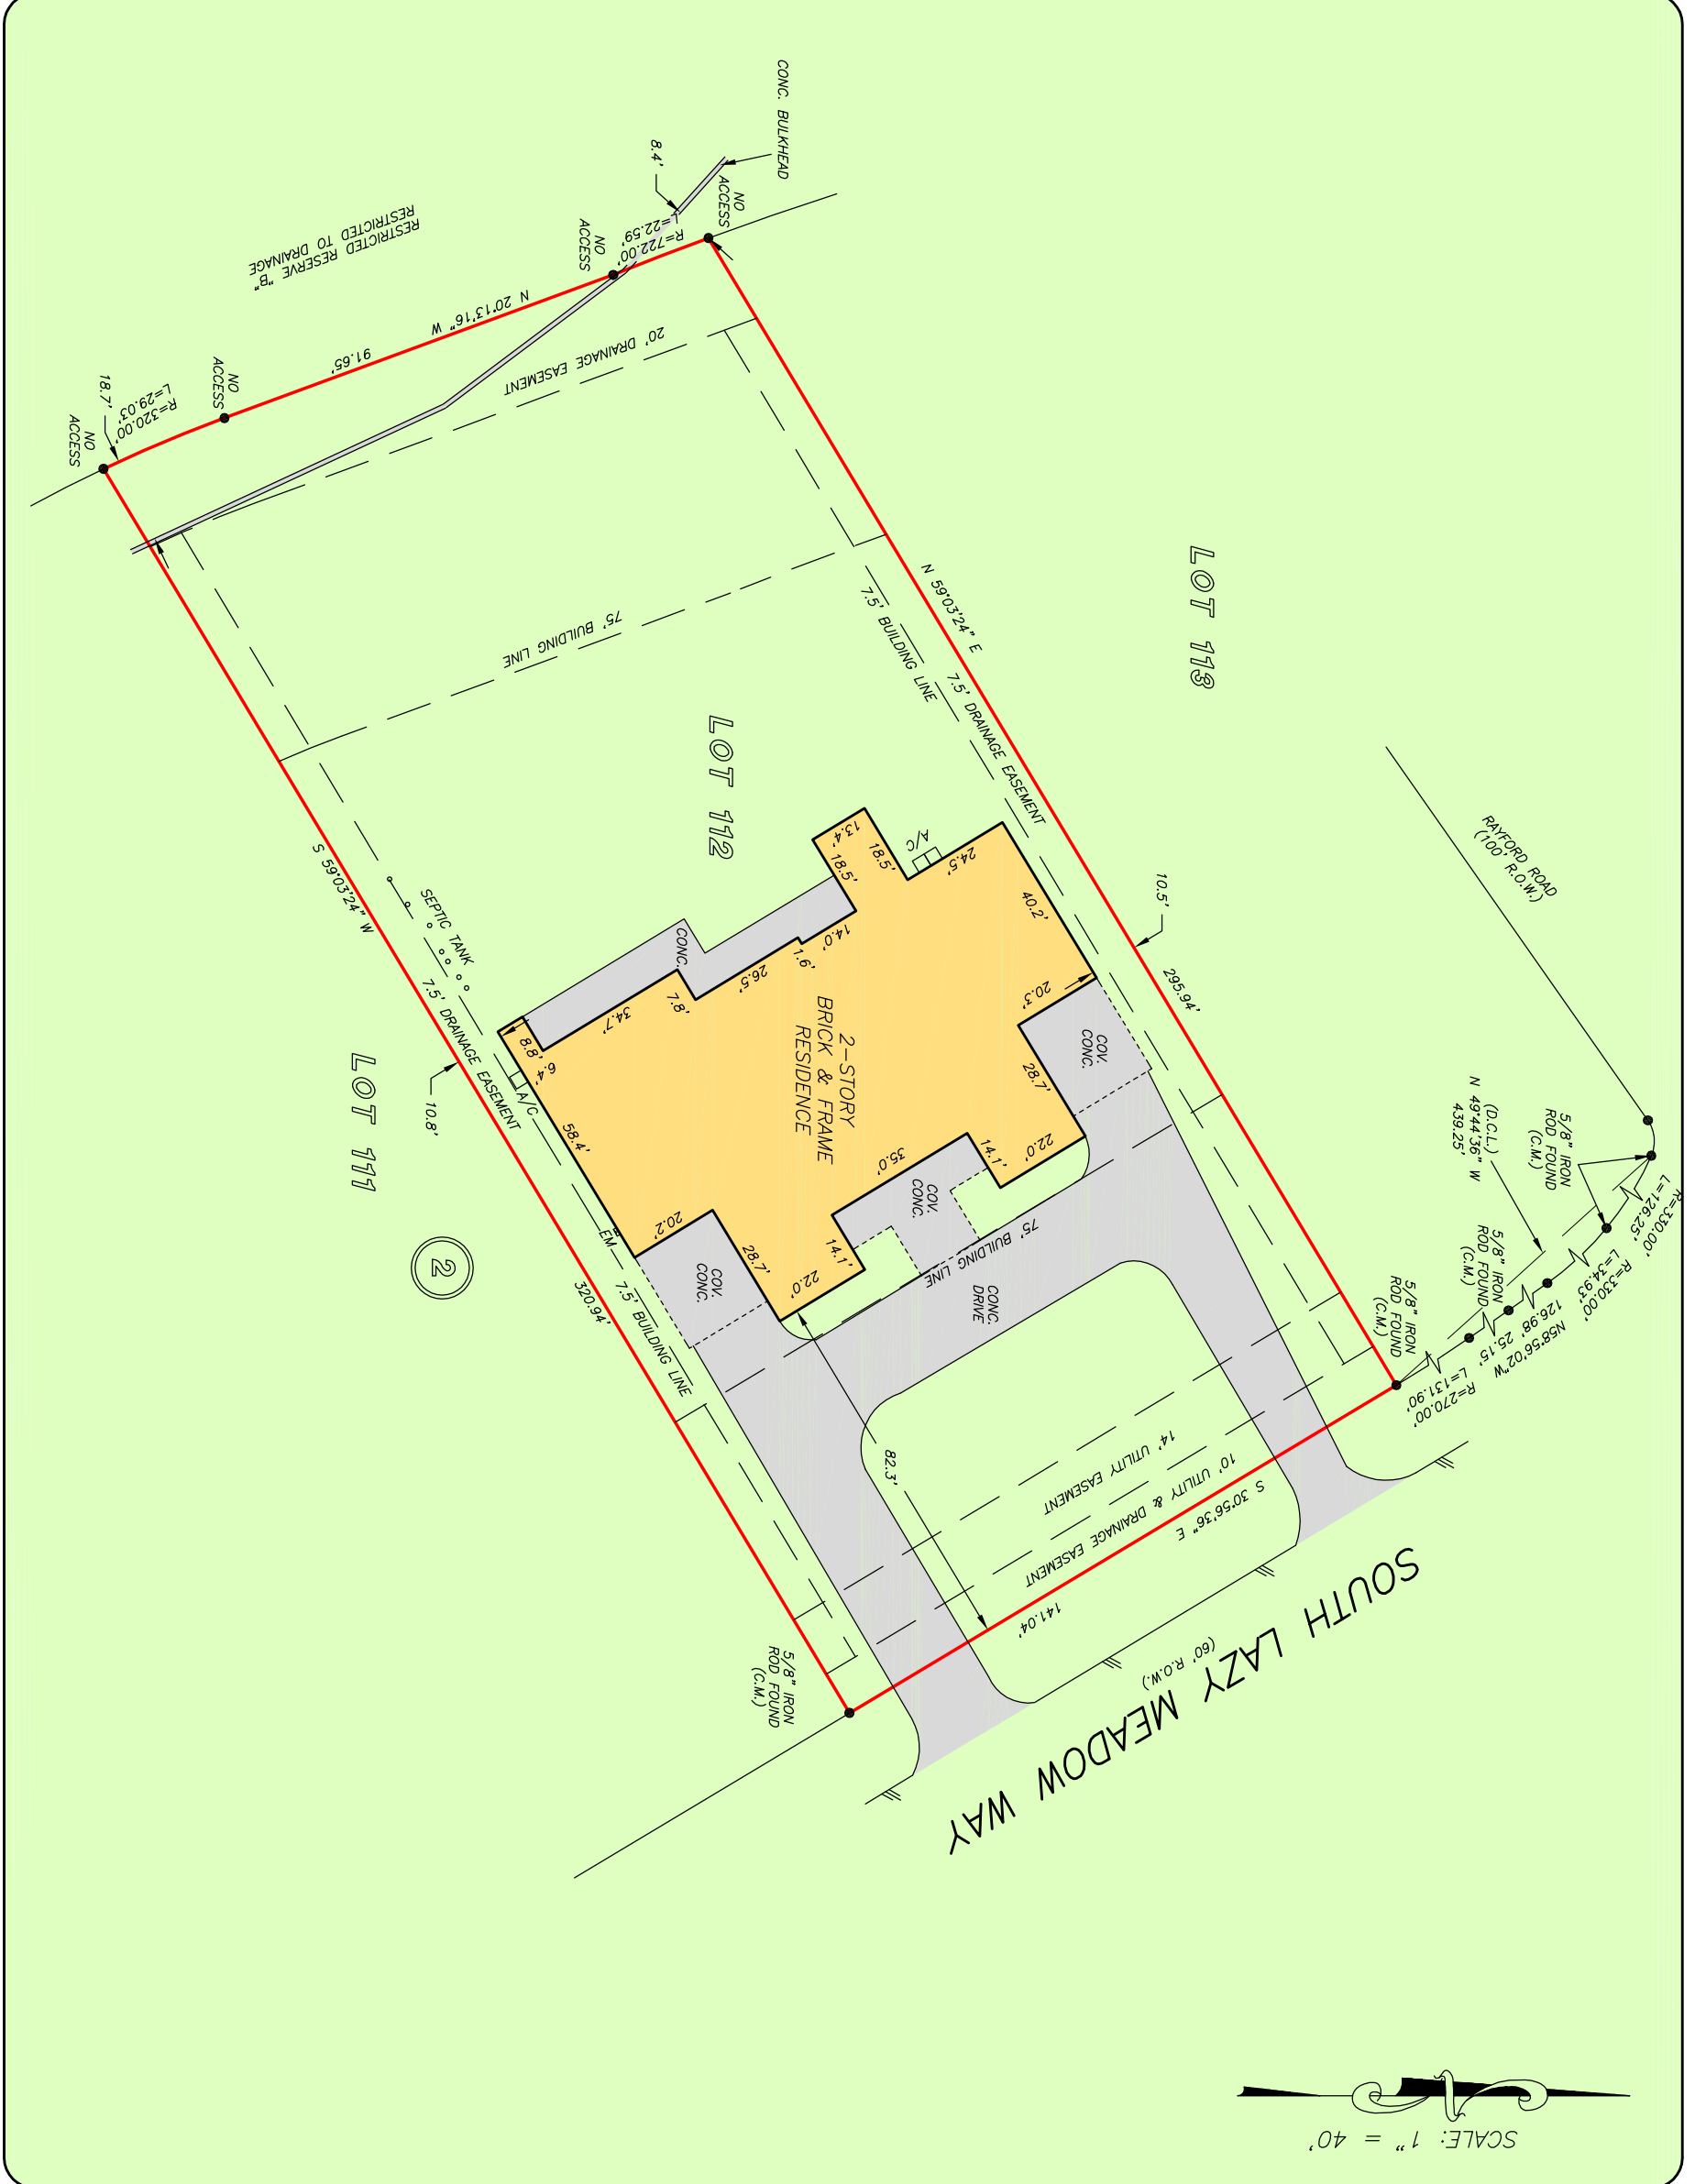 CONC. BULKHEAD
8.4'
NO
ACCESS
R=722.00'
L=22.59'
NO
ACCESS
RESTRICTED RESERVE "B"
RESTRICTED TO DRAINAGE
N 20°13'16" W
91.65'
20' DRAINAGE EASEMENT
NO
ACCESS
18.7'
R=320.00'
L=29.03'
NO
ACCESS
75' BUILDING LINE
N 59°03'24" E
7.5' BUILDING LINE
7.5' DRAINAGE EASEMENT
LOT 113
RAYFORD ROAD
(100' R.O.W.)
LOT 112
S 59°03'24" W
SEPTIC TANK
7.5' DRAINAGE EASEMENT
13.4'
18.5'
18.5'
A/C
24.5'
40.2'
10.5'
295.94'
CONC.
14.0'
1.6'
26.5'
7.8'
34.7'
20.3'
COV.
CONC.
28.7'
2-STORY
BRICK & FRAME
RESIDENCE
8.8'
6.4'
A/C
58.4'
10.8'
LOT 111
2
35.0'
14.1'
22.0'
COV.
CONC.
14.1'
22.0'
20.2'
28.7'
EM
COV.
CONC.
320.94'
7.5' BUILDING LINE
75' BUILDING LINE
CONC.
DRIVE
82.3'
5/8" IRON
ROD FOUND
(C.M.)
(D.C.L.)
N 49°44'36" W
439.25'
R=330.00'
L=126.25'
R=330.00'
L=34.93'
5/8" IRON
ROD FOUND
(C.M.)
N58°56'02"W
126.98'
25.15'
R=270.00'
L=131.90'
5/8" IRON
ROD FOUND
(C.M.)
14' UTILITY EASEMENT
10' UTILITY & DRAINAGE EASEMENT
S 30°56'36" E
141.04'
5/8" IRON
ROD FOUND
(C.M.)
(60' R.O.W.)
SOUTH LAZY MEADOW WAY
SCALE: 1" = 40'